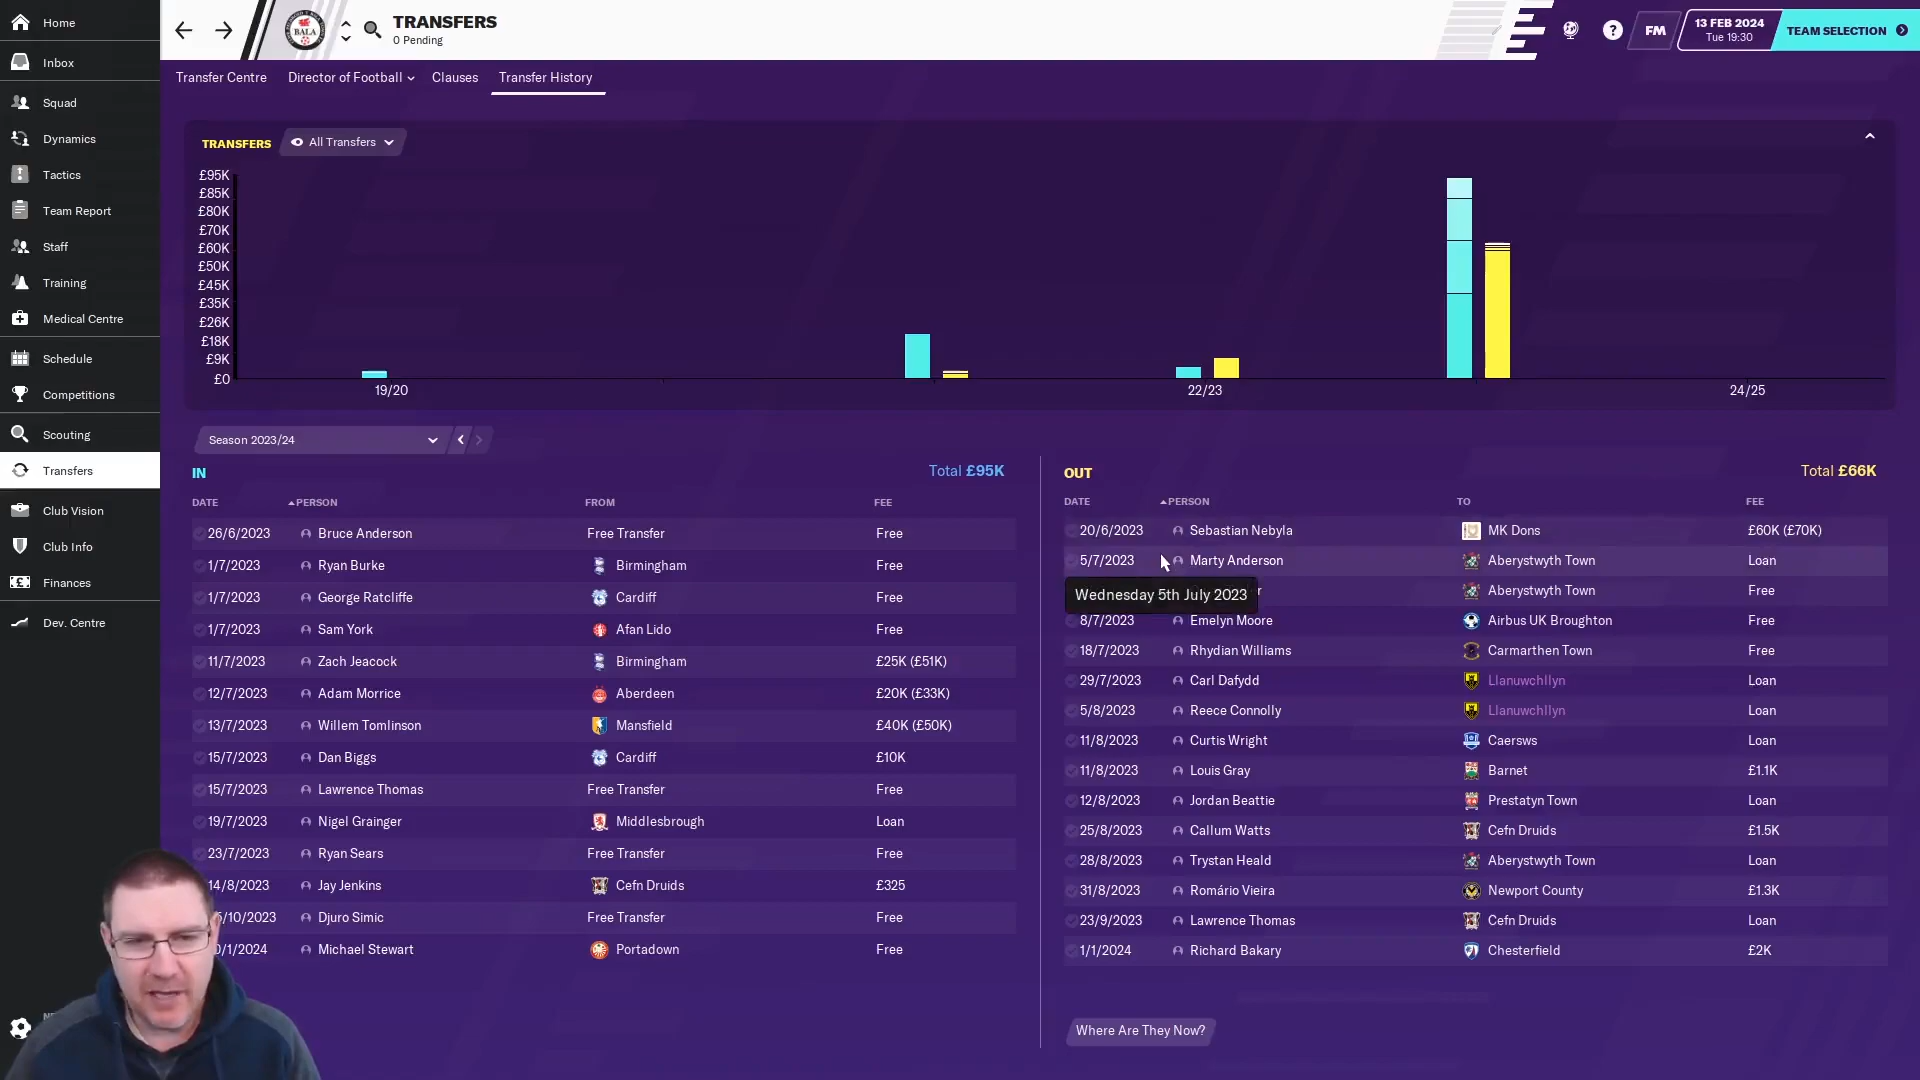 Home
Inbox
Squad
Dynamics
Tactics
Team Report
Staff
Training
Medical Centre
Schedule
Competitions
Scouting
Transfers
Club Vision
Club Info
Finances
Dev. Centre
BALA
TRANSFERS
0 Pending
FM
13 FEB 2024
Tue 19:30
TEAM SELECTION
Transfer Centre Director of Football Clauses Transfer History
TRANSFERS All Transfers
£95K
£85K
£80K
£70K
£60K
£50K
£45K
£35K
£26K
£18K
£9K
£0
19/20 22/23 24/25
Season 2023/24
IN Total £95K
DATE PERSON FROM FEE
26/6/2023 Bruce Anderson Free Transfer Free
1/7/2023 Ryan Burke Birmingham Free
1/7/2023 George Ratcliffe Cardiff Free
1/7/2023 Sam York Afan Lido Free
11/7/2023 Zach Jeacock Birmingham £25K (£51K)
12/7/2023 Adam Morrice Aberdeen £20K (£33K)
13/7/2023 Willem Tomlinson Mansfield £40K (£50K)
15/7/2023 Dan Biggs Cardiff £10K
15/7/2023 Lawrence Thomas Free Transfer Free
19/7/2023 Nigel Grainger Middlesbrough Loan
23/7/2023 Ryan Sears Free Transfer Free
14/8/2023 Jay Jenkins Cefn Druids £325
/10/2023 Djuro Simic Free Transfer Free
/1/2024 Michael Stewart Portadown Free
OUT Total £66K
DATE PERSON TO FEE
20/6/2023 Sebastian Nebyla MK Dons £60K (£70K)
5/7/2023 Marty Anderson Aberystwyth Town Loan
Wednesday 5th July 2023
Aberystwyth Town Free
8/7/2023 Emelyn Moore Airbus UK Broughton Free
18/7/2023 Rhydian Williams Carmarthen Town Free
29/7/2023 Carl Dafydd Llanuwchllyn Loan
5/8/2023 Reece Connolly Llanuwchllyn Loan
11/8/2023 Curtis Wright Caersws Loan
11/8/2023 Louis Gray Barnet £1.1K
12/8/2023 Jordan Beattie Prestatyn Town Loan
25/8/2023 Callum Watts Cefn Druids £1.5K
28/8/2023 Trystan Heald Aberystwyth Town Loan
31/8/2023 Romário Vieira Newport County £1.3K
23/9/2023 Lawrence Thomas Cefn Druids Loan
1/1/2024 Richard Bakary Chesterfield £2K
Where Are They Now?